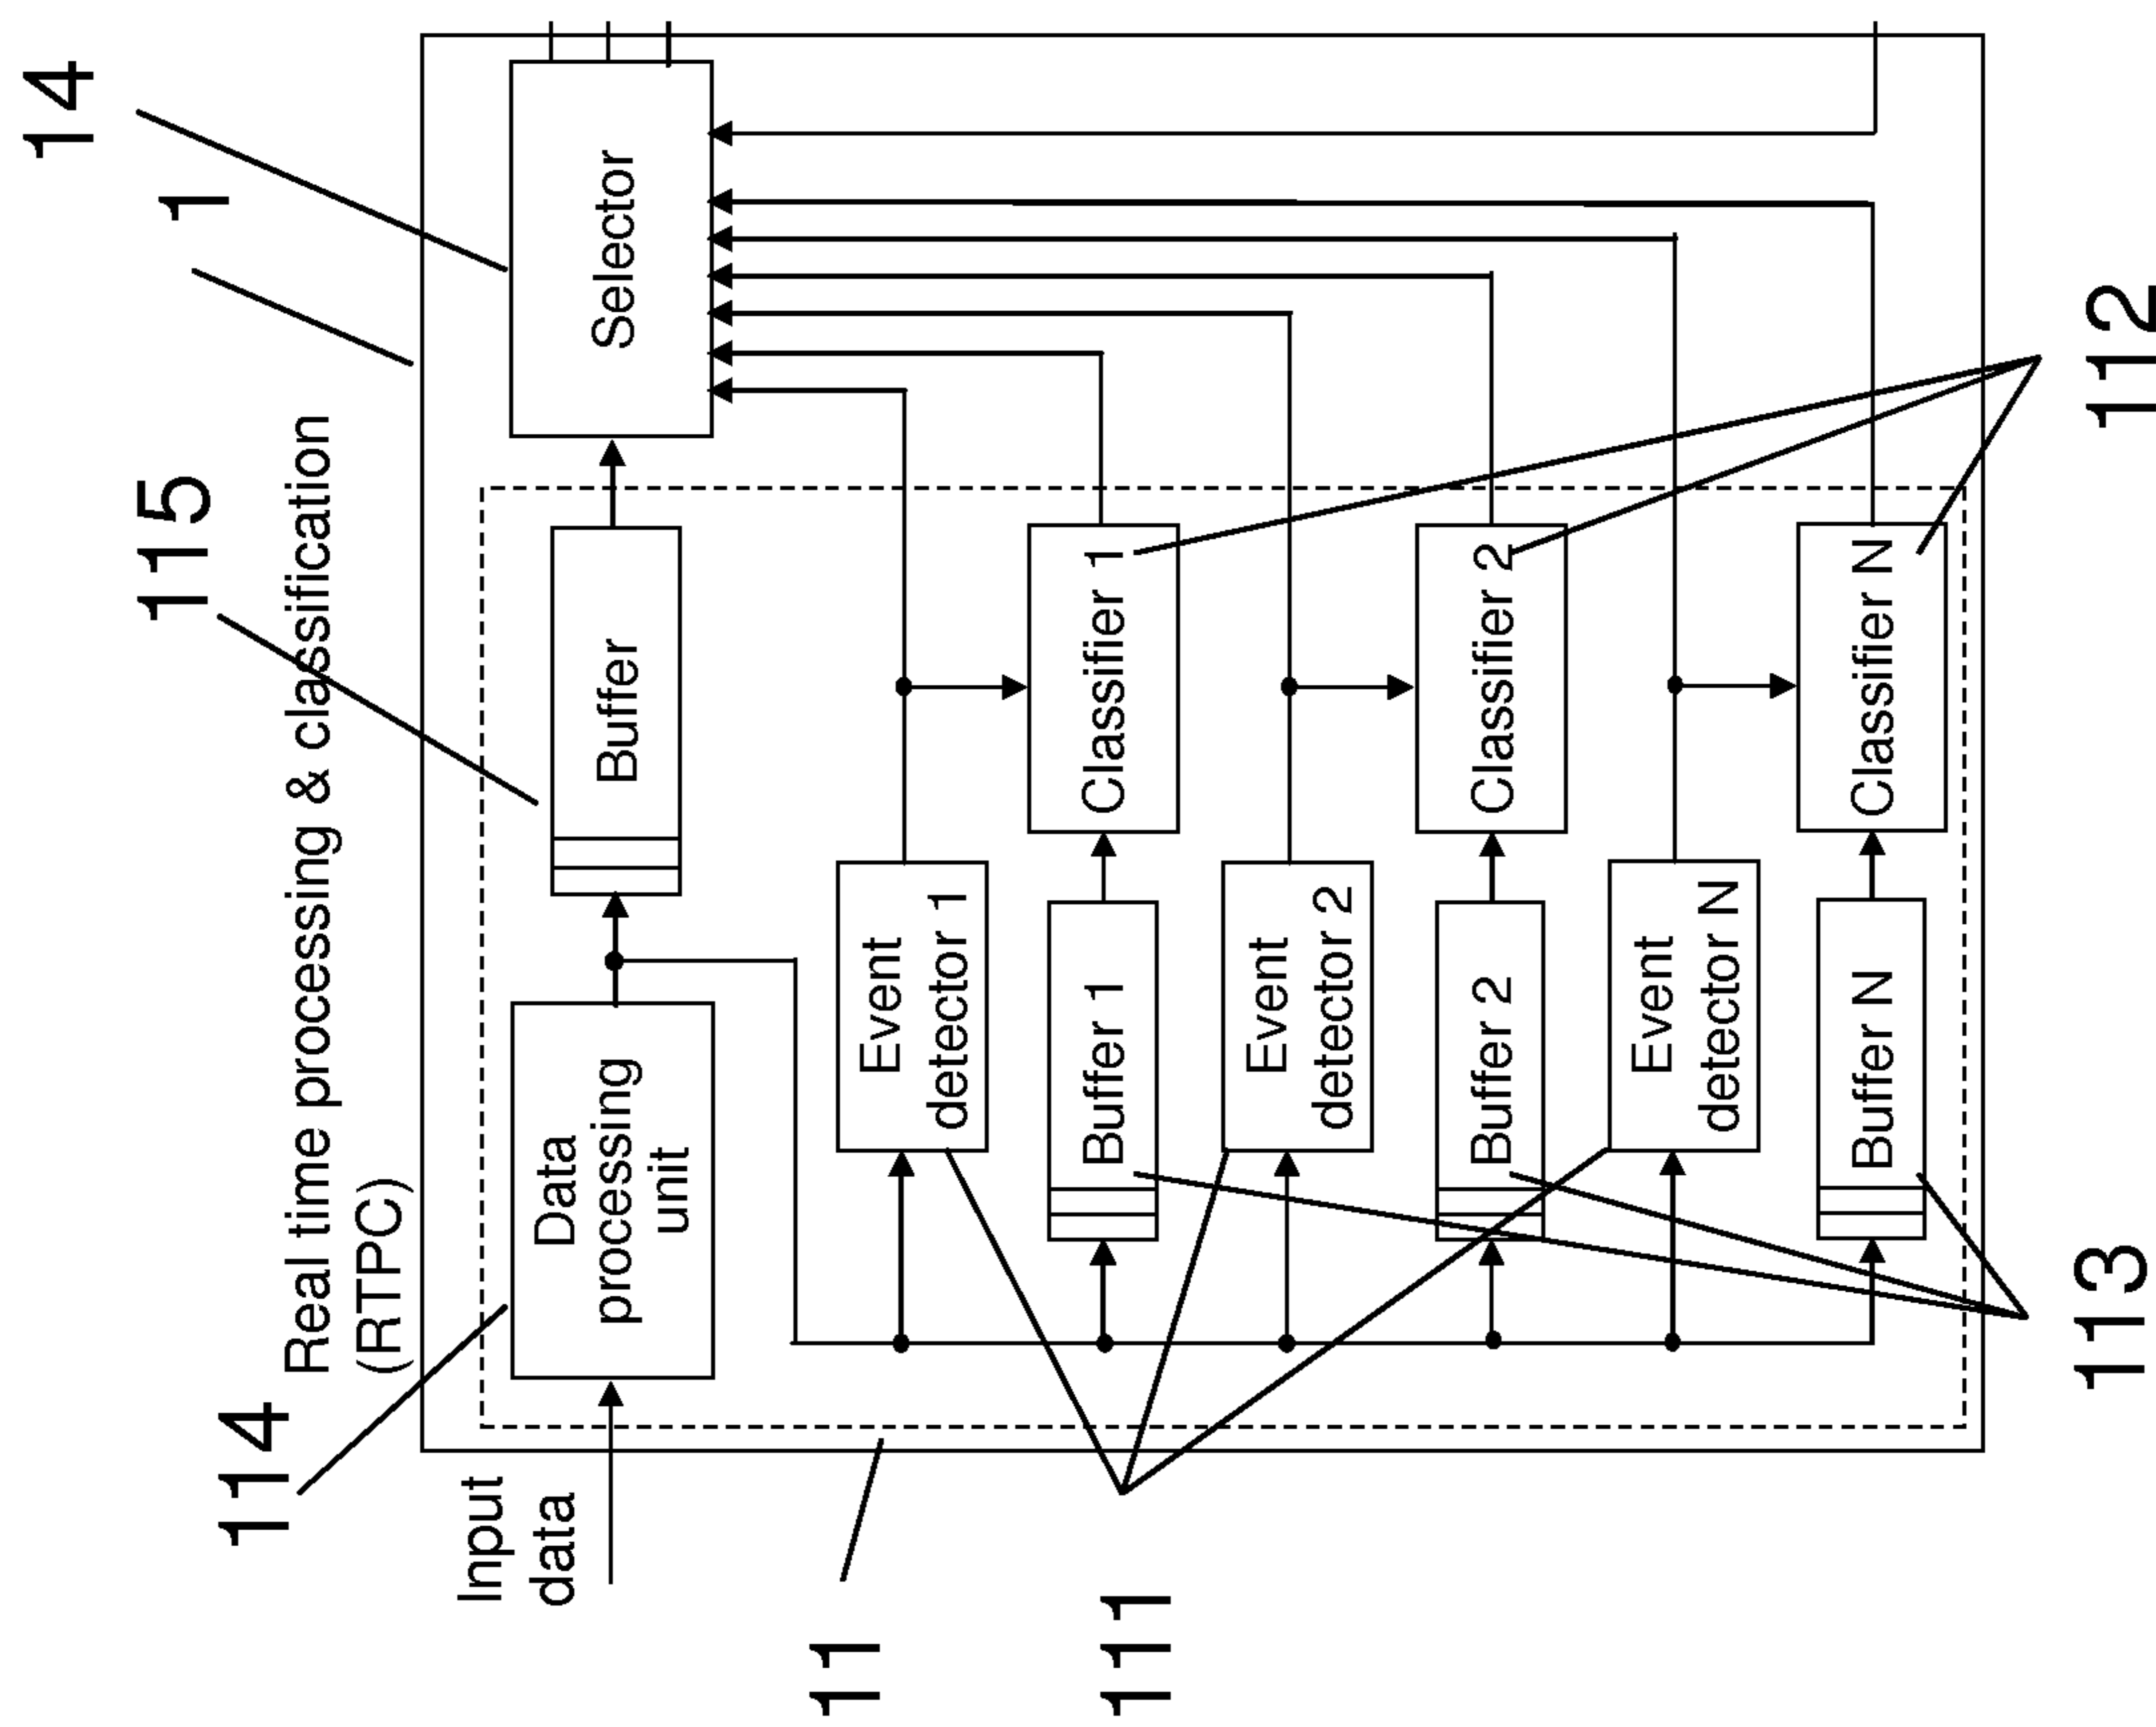 14
1
115
Real time processing & classification
(RTPC)
114
Input
data
Data
processing
unit
Buffer
Selector
Event
detector 1
Buffer 1
Classifier 1
Event
detector 2
Buffer 2
Classifier 2
Event
detector N
Buffer N
Classifier N
11
111
112
113